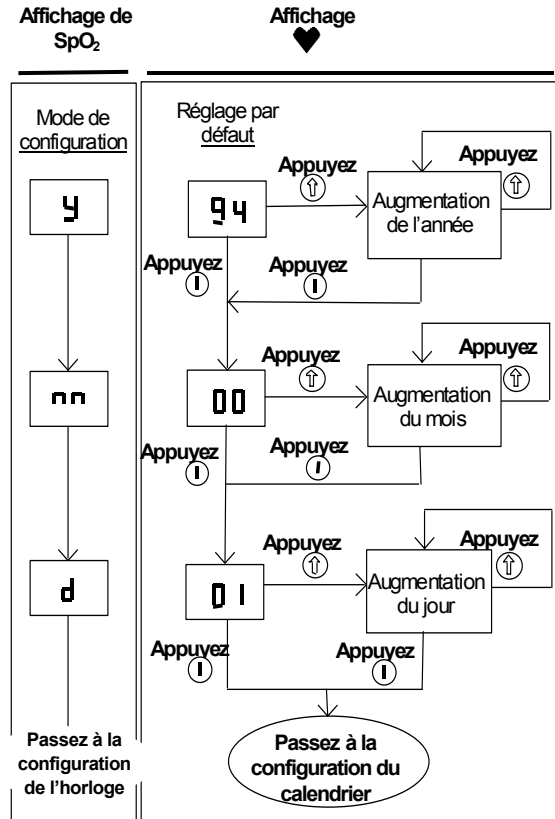 Affichage de
SpO₂
Affichage
♥
Mode de
configuration
y
nn
d
Passez à la
configuration
de l'horloge
Réglage par
défaut
94
Appuyez
⇧
Augmentation
de l'année
Appuyez
⇧
Appuyez
I
Appuyez
I
00
Appuyez
⇧
Augmentation
du mois
Appuyez
⇧
Appuyez
I
Appuyez
I
01
Appuyez
⇧
Augmentation
du jour
Appuyez
⇧
Appuyez
I
Appuyez
I
Passez à la
configuration du
calendrier